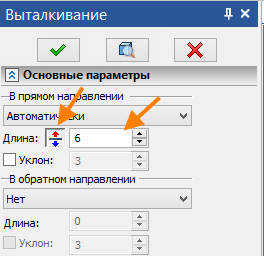 Выталкивание
Основные параметры
В прямом направлении
Автоматически
Длина: 6
Уклон: 3
В обратном направлении
Нет
Длина: 0
Уклон: 3